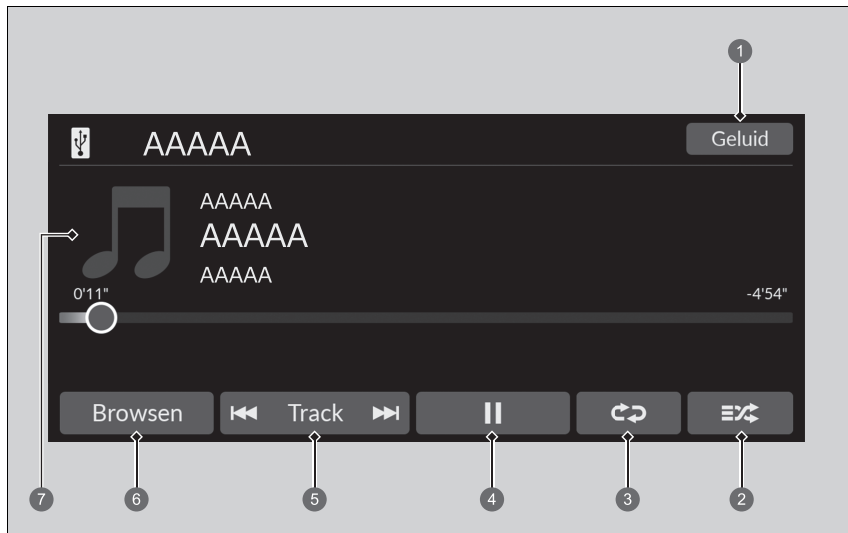 1
AAAAA
Geluid
AAAAA
AAAAA
AAAAA
7
0'11"
-4'54"
Browsen
Track
6
5
4
3
2